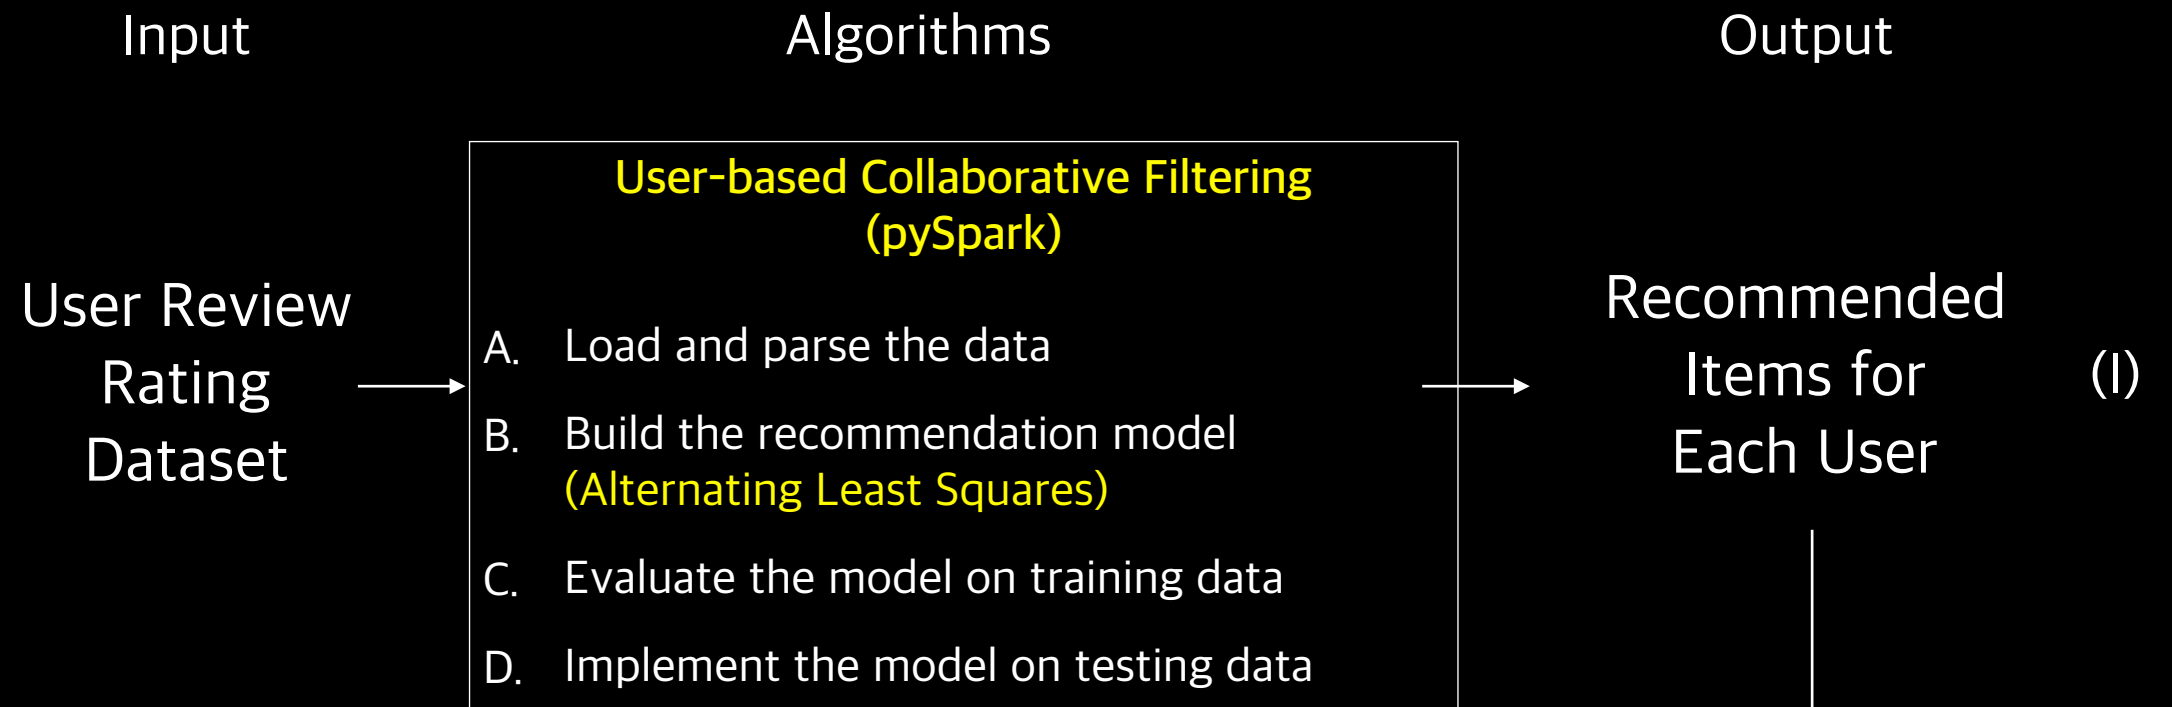 Input
Algorithms
Output
User Review
Rating
Dataset
User-based Collaborative Filtering
(pySpark)
A. Load and parse the data
B. Build the recommendation model
(Alternating Least Squares)
C. Evaluate the model on training data
D. Implement the model on testing data
Recommended
Items for
Each User
(I)